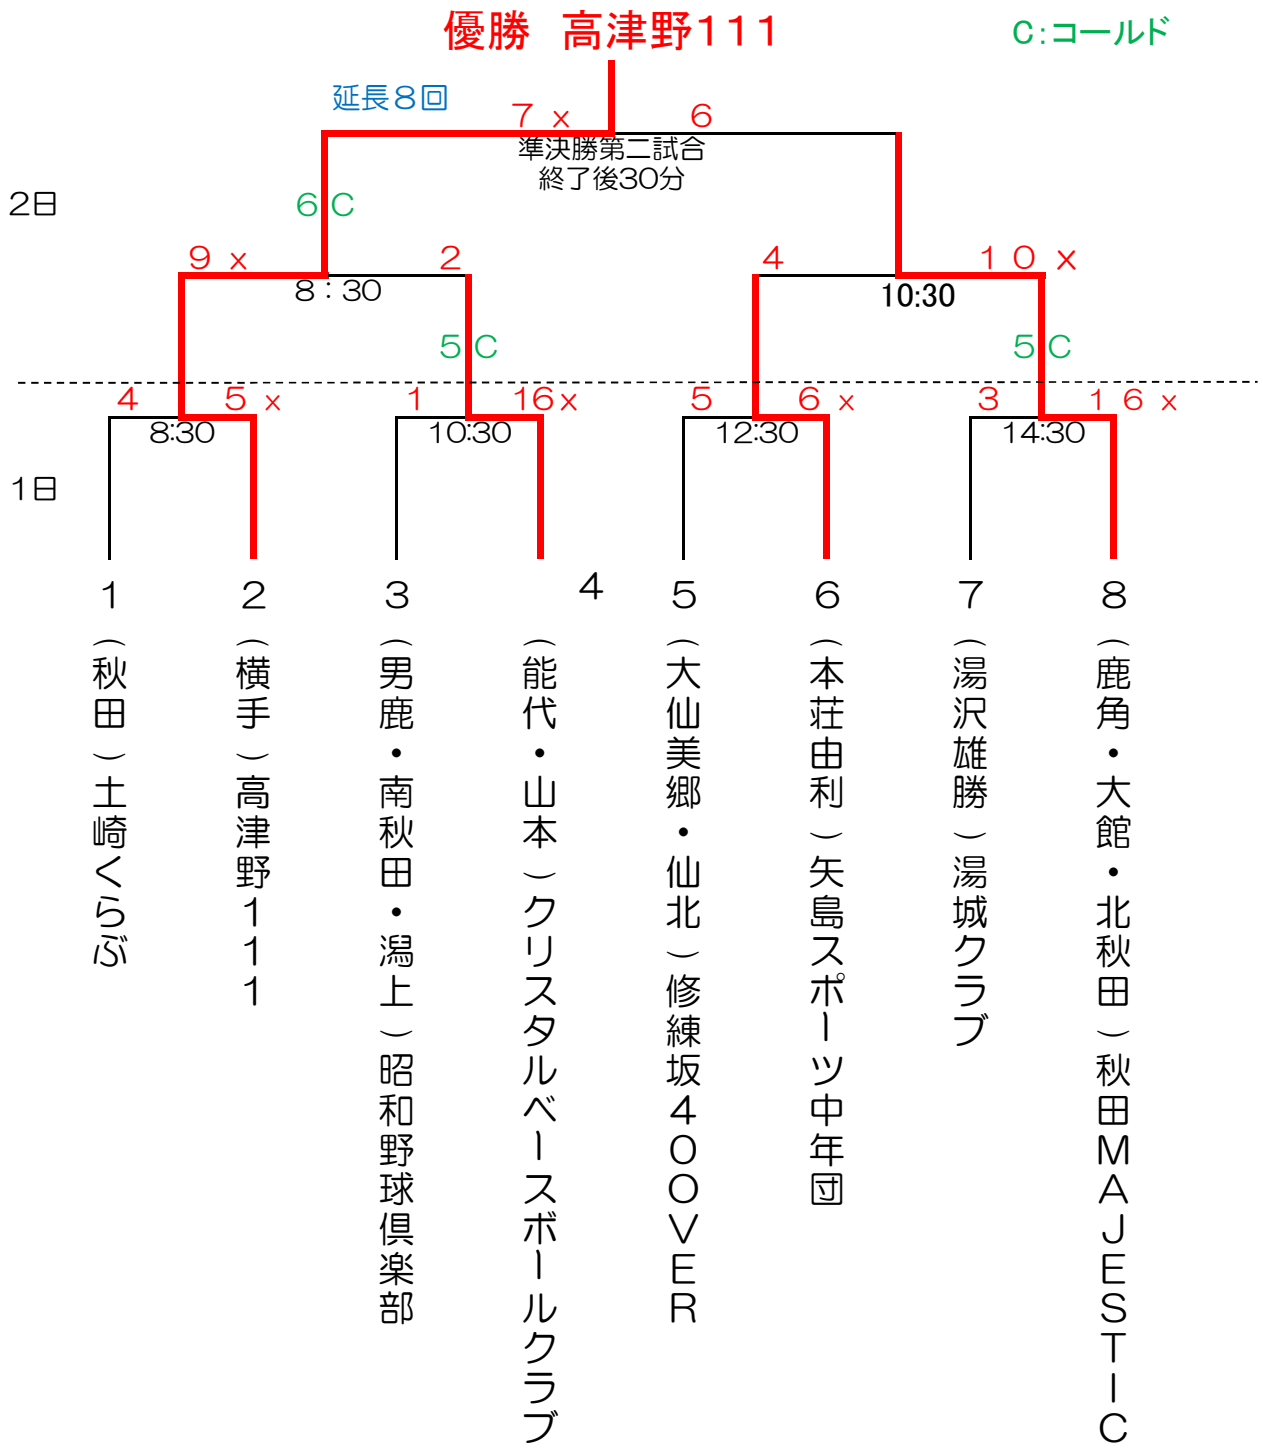 優勝 高津野111
C:コールド
延長8回
7 x
6
準決勝第二試合
終了後30分
2日
6 C
9 x
2
4
10 x
8:30
10:30
5 C
5 C
4
5 x
1
16x
5
6 x
3
16 x
8:30
10:30
12:30
14:30
1日
1
2
3
4
5
6
7
8
(秋田)土崎くらぶ
(横手)高津野111
(男鹿・南秋田・潟上)昭和野球倶楽部
(能代・山本)クリスタルベースボールクラブ
(大仙美郷・仙北)修練坂40OVER
(本荘由利)矢島スポーツ中年団
(湯沢雄勝)湯城クラブ
(鹿角・大館・北秋田)秋田MAJESTIC